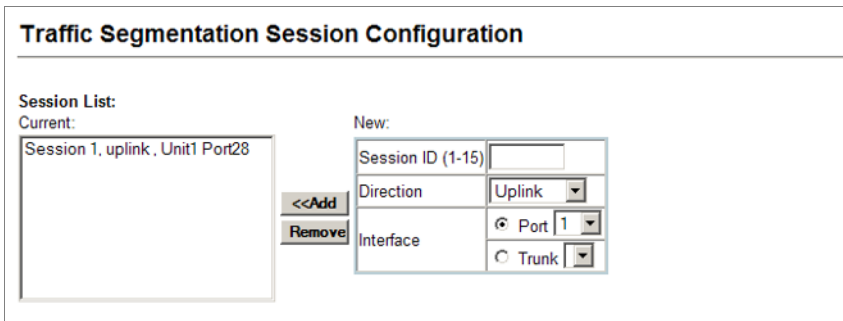 Traffic Segmentation Session Configuration
Session List:
Current:
New:
Session 1, uplink , Unit1 Port28
<<Add
Remove
Session ID (1-15)
Direction
Uplink
Interface
Port 1
Trunk